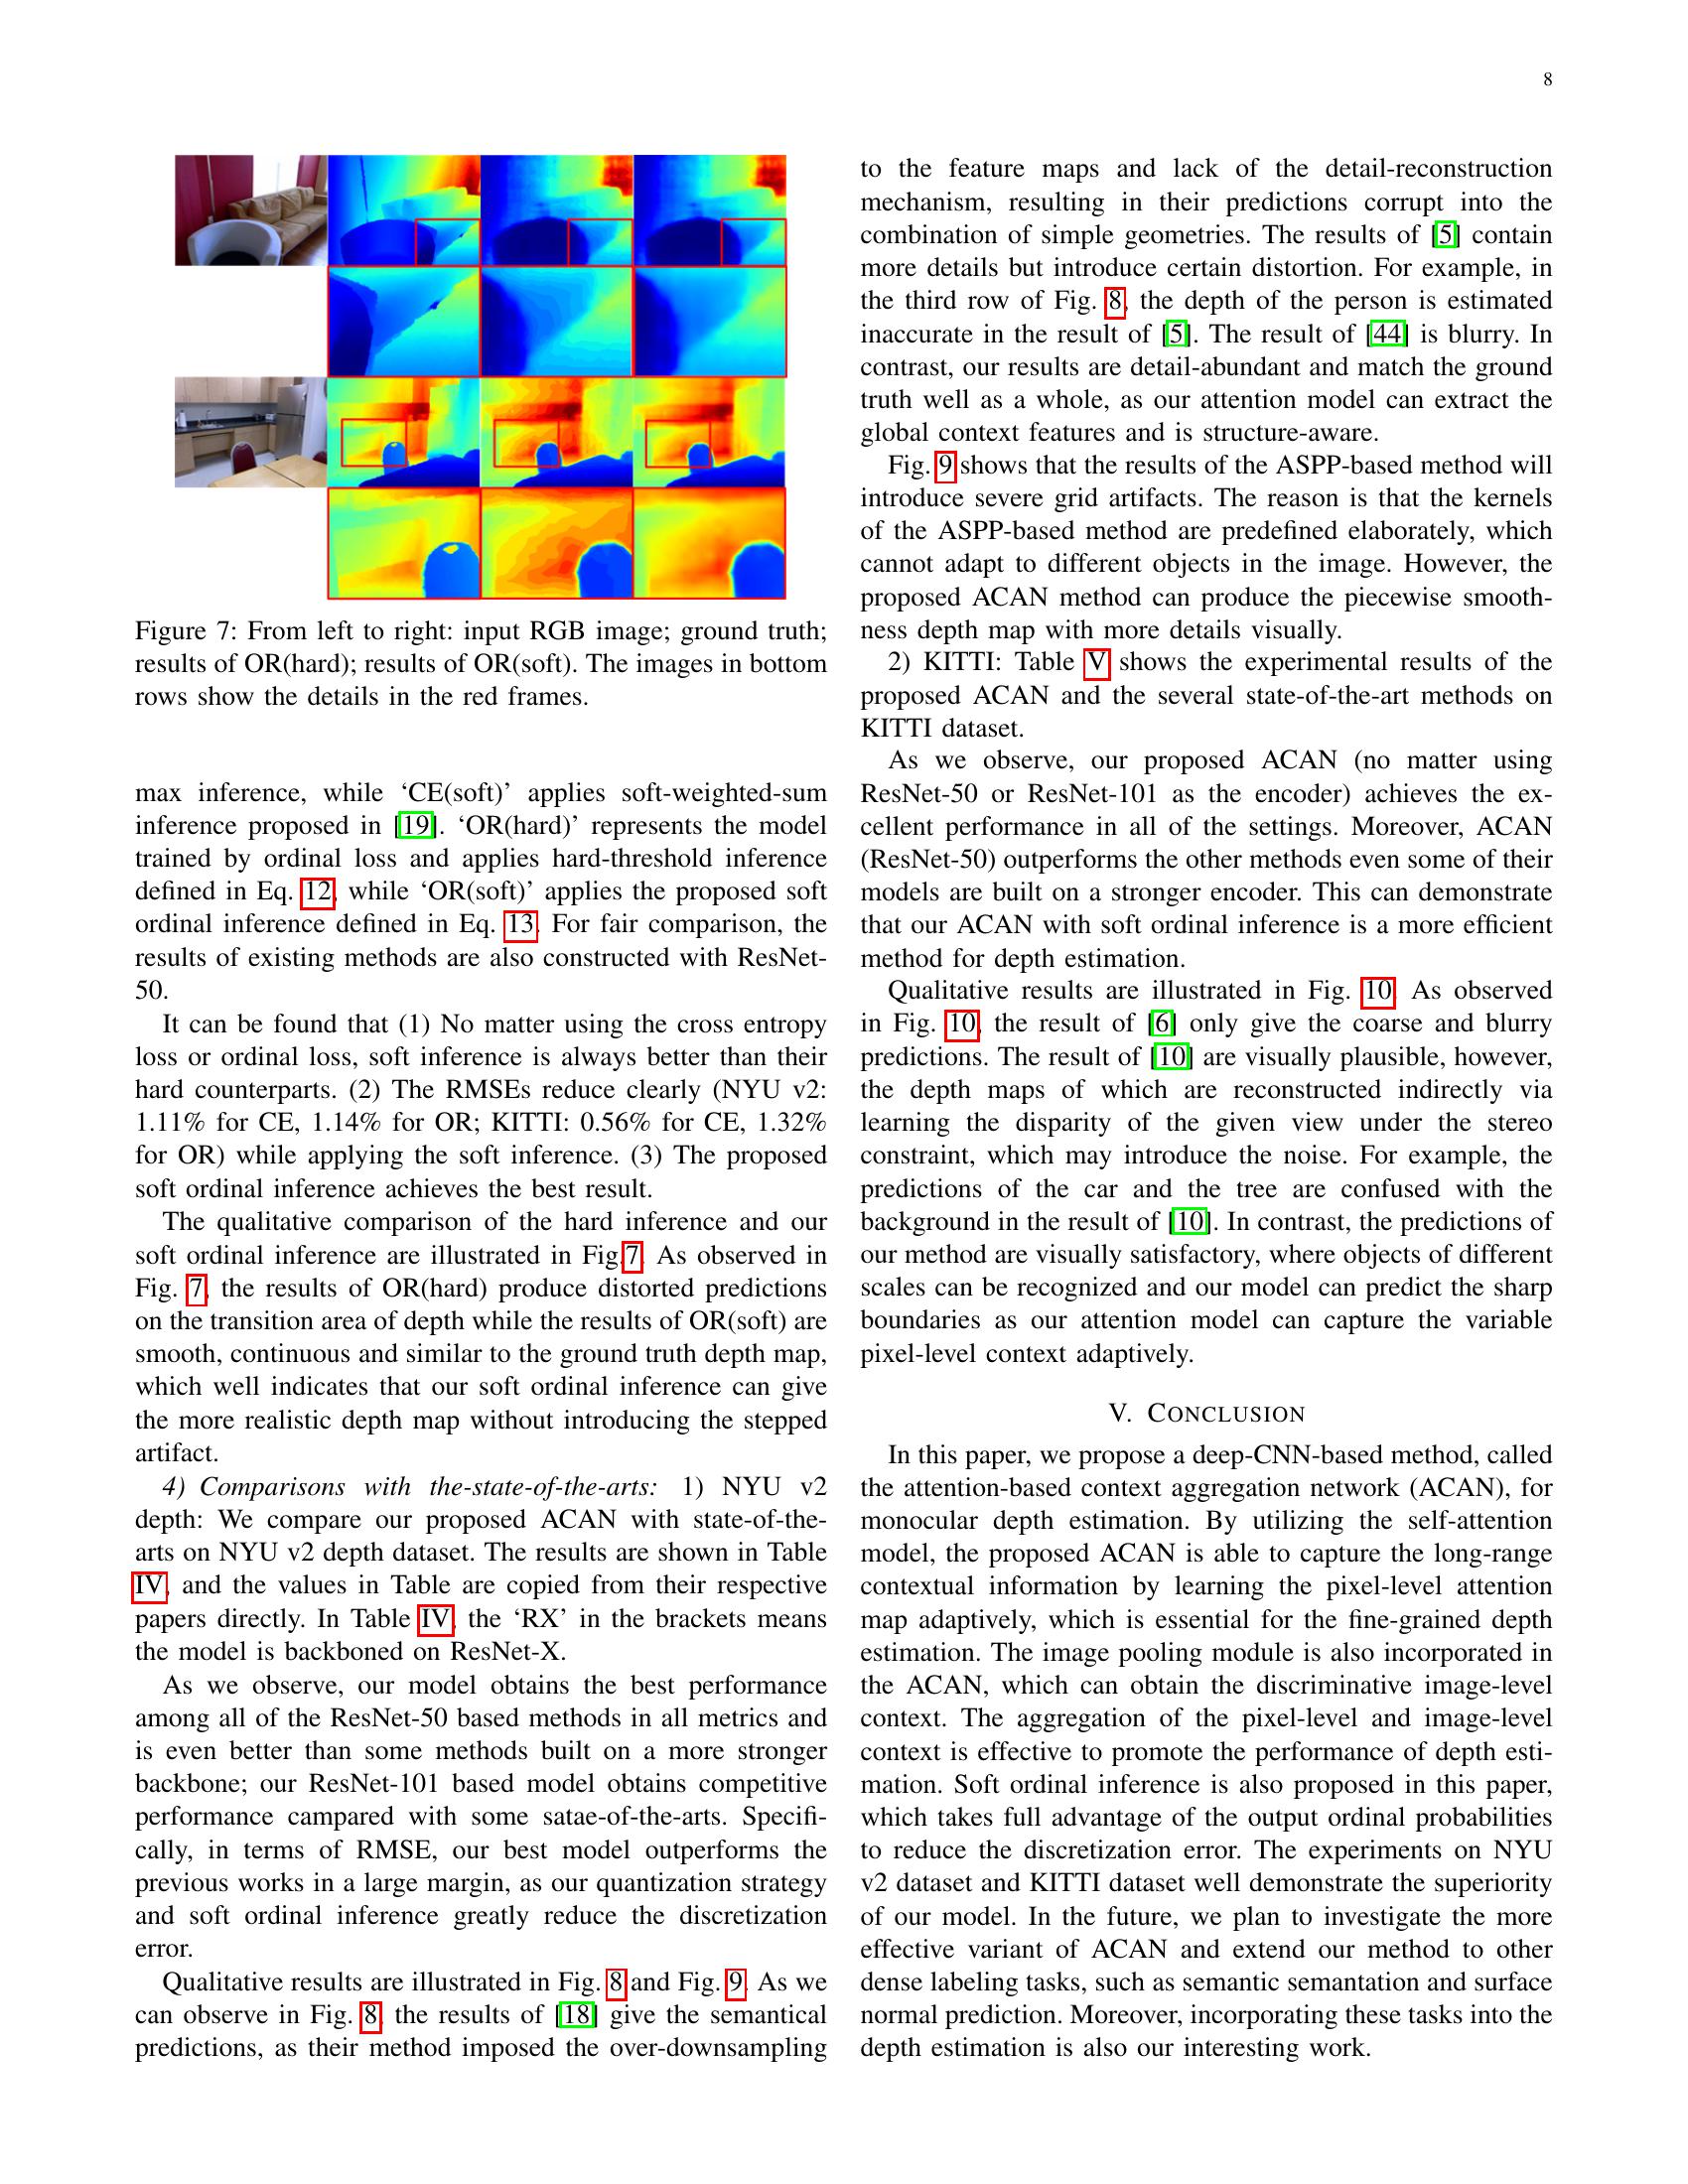 8
Figure 7: From left to right: input RGB image; ground truth;
results of OR(hard); results of OR(soft). The images in bottom
rows show the details in the red frames.
max inference, while ‘CE(soft)’ applies soft-weighted-sum
inference proposed in [19]. ‘OR(hard)’ represents the model
trained by ordinal loss and applies hard-threshold inference
defined in Eq. 12, while ‘OR(soft)’ applies the proposed soft
ordinal inference defined in Eq. 13. For fair comparison, the
results of existing methods are also constructed with ResNet-
50.
It can be found that (1) No matter using the cross entropy
loss or ordinal loss, soft inference is always better than their
hard counterparts. (2) The RMSEs reduce clearly (NYU v2:
1.11% for CE, 1.14% for OR; KITTI: 0.56% for CE, 1.32%
for OR) while applying the soft inference. (3) The proposed
soft ordinal inference achieves the best result.
The qualitative comparison of the hard inference and our
soft ordinal inference are illustrated in Fig.7. As observed in
Fig. 7, the results of OR(hard) produce distorted predictions
on the transition area of depth while the results of OR(soft) are
smooth, continuous and similar to the ground truth depth map,
which well indicates that our soft ordinal inference can give
the more realistic depth map without introducing the stepped
artifact.
4) Comparisons with the-state-of-the-arts: 1) NYU v2
depth: We compare our proposed ACAN with state-of-the-
arts on NYU v2 depth dataset. The results are shown in Table
IV, and the values in Table are copied from their respective
papers directly. In Table IV, the ‘RX’ in the brackets means
the model is backboned on ResNet-X.
As we observe, our model obtains the best performance
among all of the ResNet-50 based methods in all metrics and
is even better than some methods built on a more stronger
backbone; our ResNet-101 based model obtains competitive
performance campared with some satae-of-the-arts. Specifi-
cally, in terms of RMSE, our best model outperforms the
previous works in a large margin, as our quantization strategy
and soft ordinal inference greatly reduce the discretization
error.
Qualitative results are illustrated in Fig. 8 and Fig. 9. As we
can observe in Fig. 8, the results of [18] give the semantical
predictions, as their method imposed the over-downsampling
to the feature maps and lack of the detail-reconstruction
mechanism, resulting in their predictions corrupt into the
combination of simple geometries. The results of [5] contain
more details but introduce certain distortion. For example, in
the third row of Fig. 8, the depth of the person is estimated
inaccurate in the result of [5]. The result of [44] is blurry. In
contrast, our results are detail-abundant and match the ground
truth well as a whole, as our attention model can extract the
global context features and is structure-aware.
Fig. 9 shows that the results of the ASPP-based method will
introduce severe grid artifacts. The reason is that the kernels
of the ASPP-based method are predefined elaborately, which
cannot adapt to different objects in the image. However, the
proposed ACAN method can produce the piecewise smooth-
ness depth map with more details visually.
2) KITTI: Table V shows the experimental results of the
proposed ACAN and the several state-of-the-art methods on
KITTI dataset.
As we observe, our proposed ACAN (no matter using
ResNet-50 or ResNet-101 as the encoder) achieves the ex-
cellent performance in all of the settings. Moreover, ACAN
(ResNet-50) outperforms the other methods even some of their
models are built on a stronger encoder. This can demonstrate
that our ACAN with soft ordinal inference is a more efficient
method for depth estimation.
Qualitative results are illustrated in Fig. 10. As observed
in Fig. 10, the result of [6] only give the coarse and blurry
predictions. The result of [10] are visually plausible, however,
the depth maps of which are reconstructed indirectly via
learning the disparity of the given view under the stereo
constraint, which may introduce the noise. For example, the
predictions of the car and the tree are confused with the
background in the result of [10]. In contrast, the predictions of
our method are visually satisfactory, where objects of different
scales can be recognized and our model can predict the sharp
boundaries as our attention model can capture the variable
pixel-level context adaptively.
V. CONCLUSION
In this paper, we propose a deep-CNN-based method, called
the attention-based context aggregation network (ACAN), for
monocular depth estimation. By utilizing the self-attention
model, the proposed ACAN is able to capture the long-range
contextual information by learning the pixel-level attention
map adaptively, which is essential for the fine-grained depth
estimation. The image pooling module is also incorporated in
the ACAN, which can obtain the discriminative image-level
context. The aggregation of the pixel-level and image-level
context is effective to promote the performance of depth esti-
mation. Soft ordinal inference is also proposed in this paper,
which takes full advantage of the output ordinal probabilities
to reduce the discretization error. The experiments on NYU
v2 dataset and KITTI dataset well demonstrate the superiority
of our model. In the future, we plan to investigate the more
effective variant of ACAN and extend our method to other
dense labeling tasks, such as semantic semantation and surface
normal prediction. Moreover, incorporating these tasks into the
depth estimation is also our interesting work.